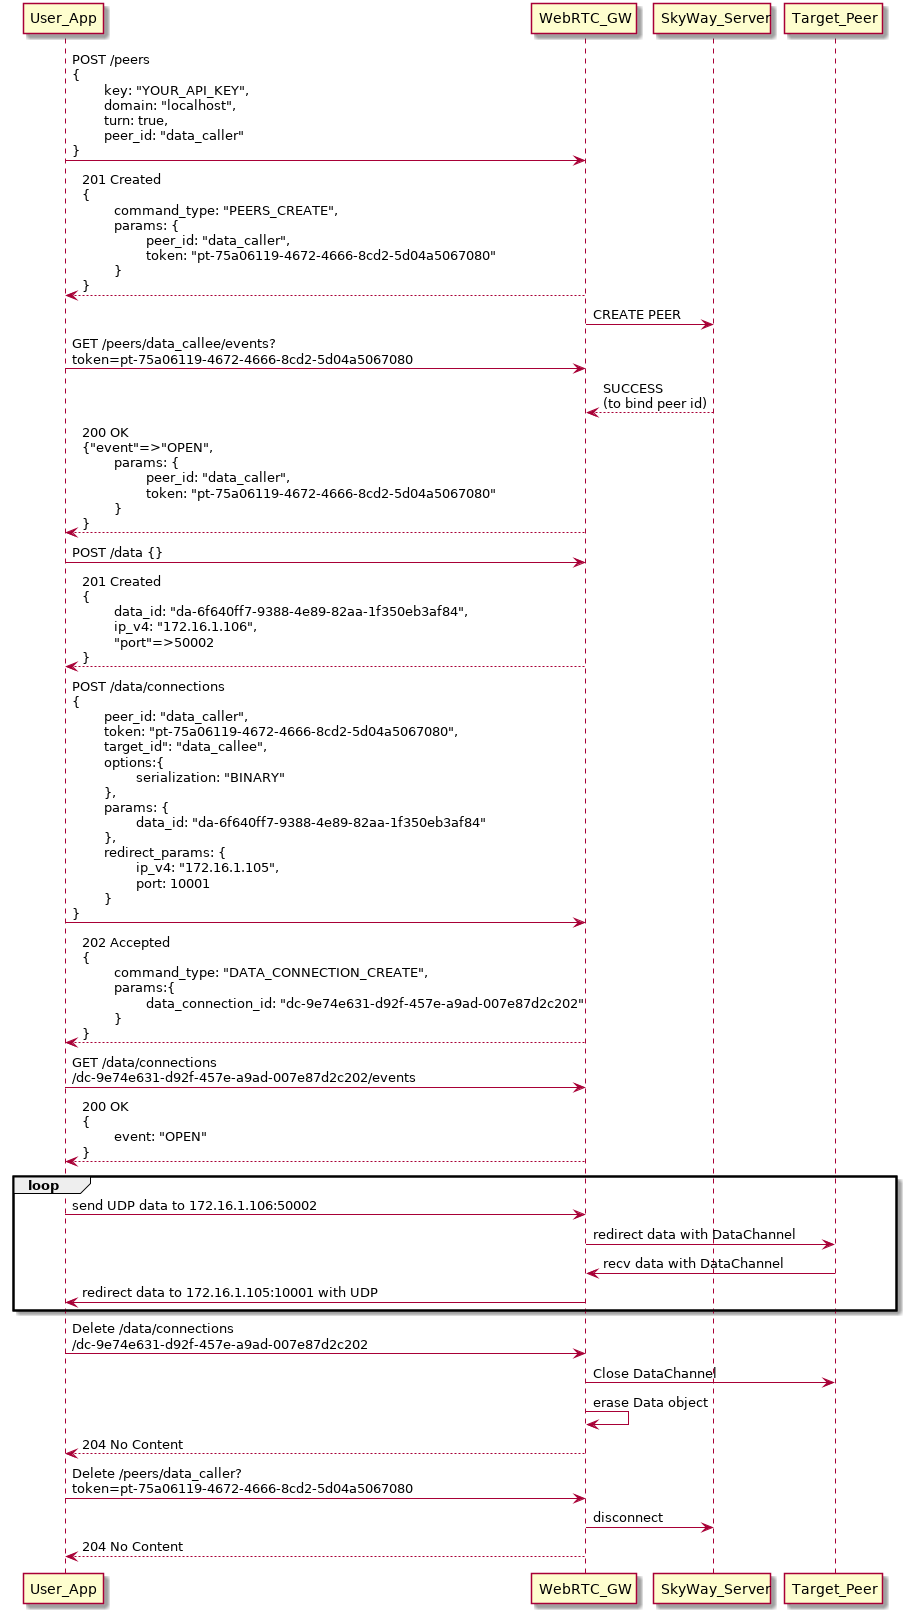 User_App WebRTC_GW SkyWay_Server Target_Peer
POST /peers
{
key: "YOUR_API_KEY",
domain: "localhost",
turn: true,
peer_id: "data_caller"
}
201 Created
{
command_type: "PEERS_CREATE",
params: {
peer_id: "data_caller",
token: "pt-75a06119-4672-4666-8cd2-5d04a5067080"
}
}
CREATE PEER
GET /peers/data_callee/events?
token=pt-75a06119-4672-4666-8cd2-5d04a5067080
SUCCESS
(to bind peer id)
200 OK
{"event"=>"OPEN",
params: {
peer_id: "data_caller",
token: "pt-75a06119-4672-4666-8cd2-5d04a5067080"
}
}
POST /data {}
201 Created
{
data_id: "da-6f640ff7-9388-4e89-82aa-1f350eb3af84",
ip_v4: "172.16.1.106",
"port"=>50002
}
POST /data/connections
{
peer_id: "data_caller",
token: "pt-75a06119-4672-4666-8cd2-5d04a5067080",
target_id": "data_callee",
options:{
serialization: "BINARY"
},
params: {
data_id: "da-6f640ff7-9388-4e89-82aa-1f350eb3af84"
},
redirect_params: {
ip_v4: "172.16.1.105",
port: 10001
}
}
202 Accepted
{
command_type: "DATA_CONNECTION_CREATE",
params:{
data_connection_id: "dc-9e74e631-d92f-457e-a9ad-007e87d2c202"
}
}
GET /data/connections
/dc-9e74e631-d92f-457e-a9ad-007e87d2c202/events
200 OK
{
event: "OPEN"
}
loop
send UDP data to 172.16.1.106:50002
redirect data with DataChannel
recv data with DataChannel
redirect data to 172.16.1.105:10001 with UDP
Delete /data/connections
/dc-9e74e631-d92f-457e-a9ad-007e87d2c202
Close DataChannel
erase Data object
204 No Content
Delete /peers/data_caller?
token=pt-75a06119-4672-4666-8cd2-5d04a5067080
disconnect
204 No Content
User_App WebRTC_GW SkyWay_Server Target_Peer